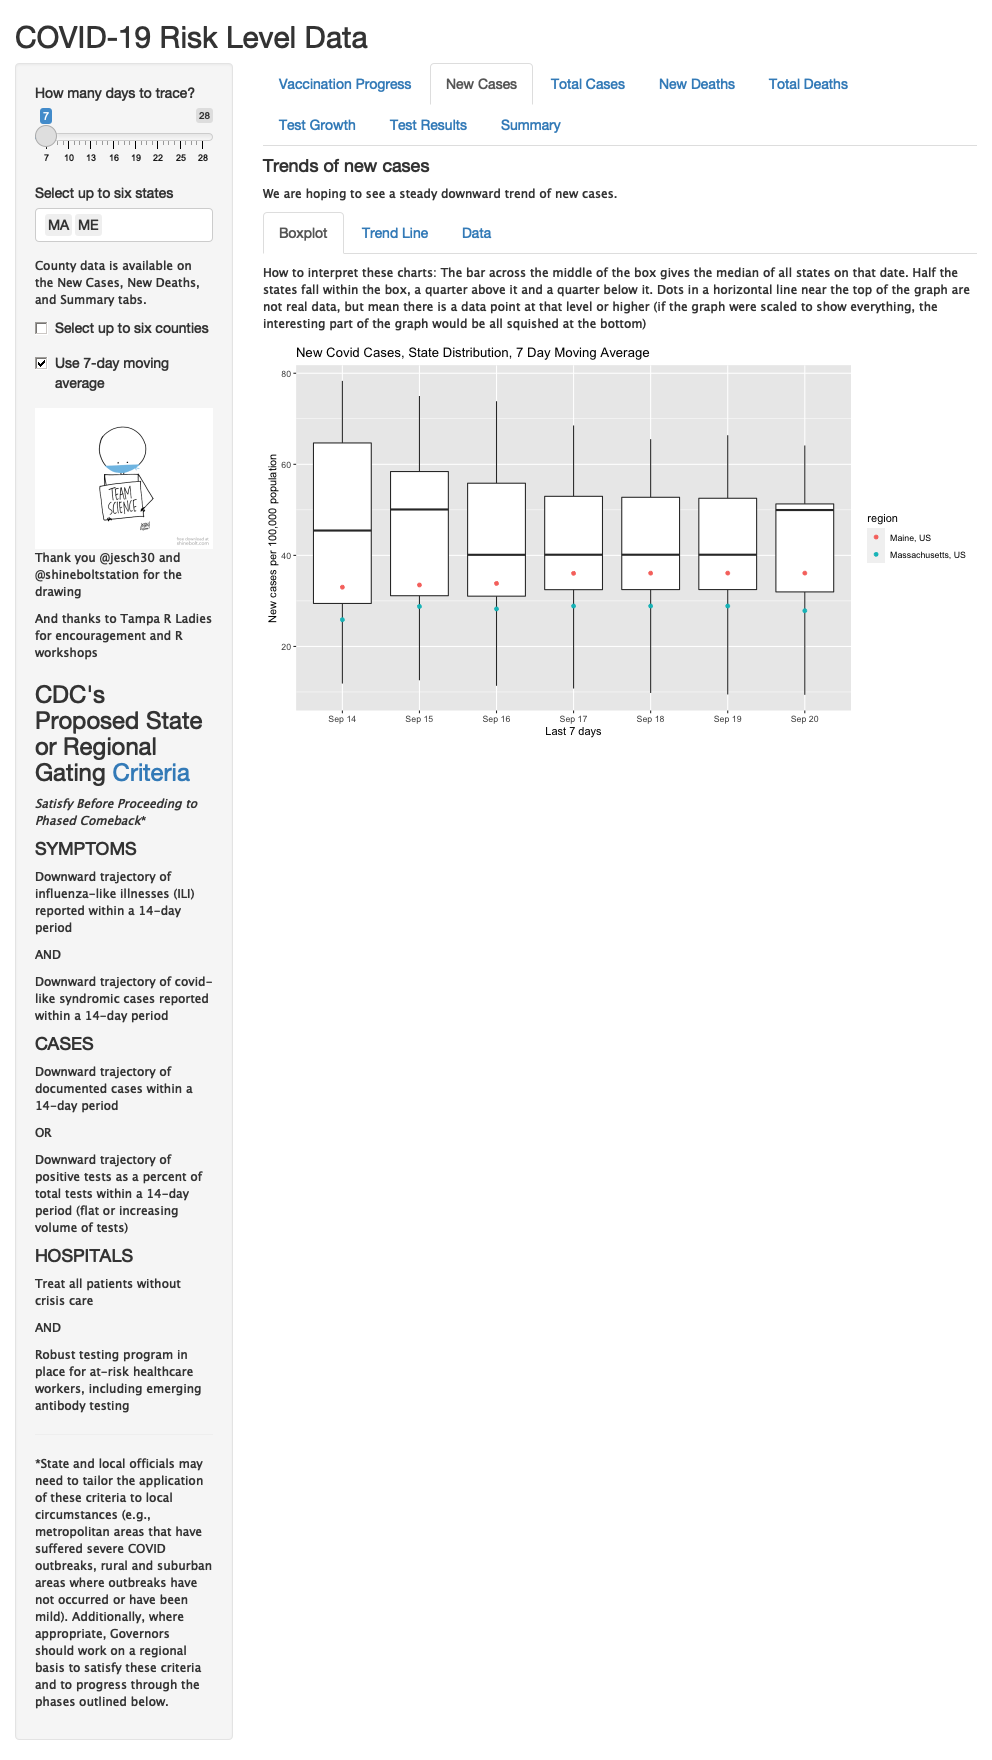 COVID-19 Risk Level Data
How many days to trace?
7 28
7 10 13 16 19 22 25 28
Select up to six states
MA ME
County data is available on
the New Cases, New Deaths,
and Summary tabs.
Select up to six counties
Use 7-day moving
average
TEAM
SCIENCE
free download at
shinebolt.com
Thank you @jesch30 and
@shineboltstation for the
drawing
And thanks to Tampa R Ladies
for encouragement and R
workshops
CDC's
Proposed State
or Regional
Gating Criteria
Satisfy Before Proceeding to
Phased Comeback*
SYMPTOMS
Downward trajectory of
influenza-like illnesses (ILI)
reported within a 14-day
period
AND
Downward trajectory of covid-
like syndromic cases reported
within a 14-day period
CASES
Downward trajectory of
documented cases within a
14-day period
OR
Downward trajectory of
positive tests as a percent of
total tests within a 14-day
period (flat or increasing
volume of tests)
HOSPITALS
Treat all patients without
crisis care
AND
Robust testing program in
place for at-risk healthcare
workers, including emerging
antibody testing
*State and local officials may
need to tailor the application
of these criteria to local
circumstances (e.g.,
metropolitan areas that have
suffered severe COVID
outbreaks, rural and suburban
areas where outbreaks have
not occurred or have been
mild). Additionally, where
appropriate, Governors
should work on a regional
basis to satisfy these criteria
and to progress through the
phases outlined below.
Vaccination Progress New Cases Total Cases New Deaths Total Deaths
Test Growth Test Results Summary
Trends of new cases
We are hoping to see a steady downward trend of new cases.
Boxplot Trend Line Data
How to interpret these charts: The bar across the middle of the box gives the median of all states on that date. Half the
states fall within the box, a quarter above it and a quarter below it. Dots in a horizontal line near the top of the graph are
not real data, but mean there is a data point at that level or higher (if the graph were scaled to show everything, the
interesting part of the graph would be all squished at the bottom)
New Covid Cases, State Distribution, 7 Day Moving Average
New cases per 100,000 population
80
60
40
20
Sep 14 Sep 15 Sep 16 Sep 17 Sep 18 Sep 19 Sep 20
Last 7 days
region
Maine, US
Massachusetts, US